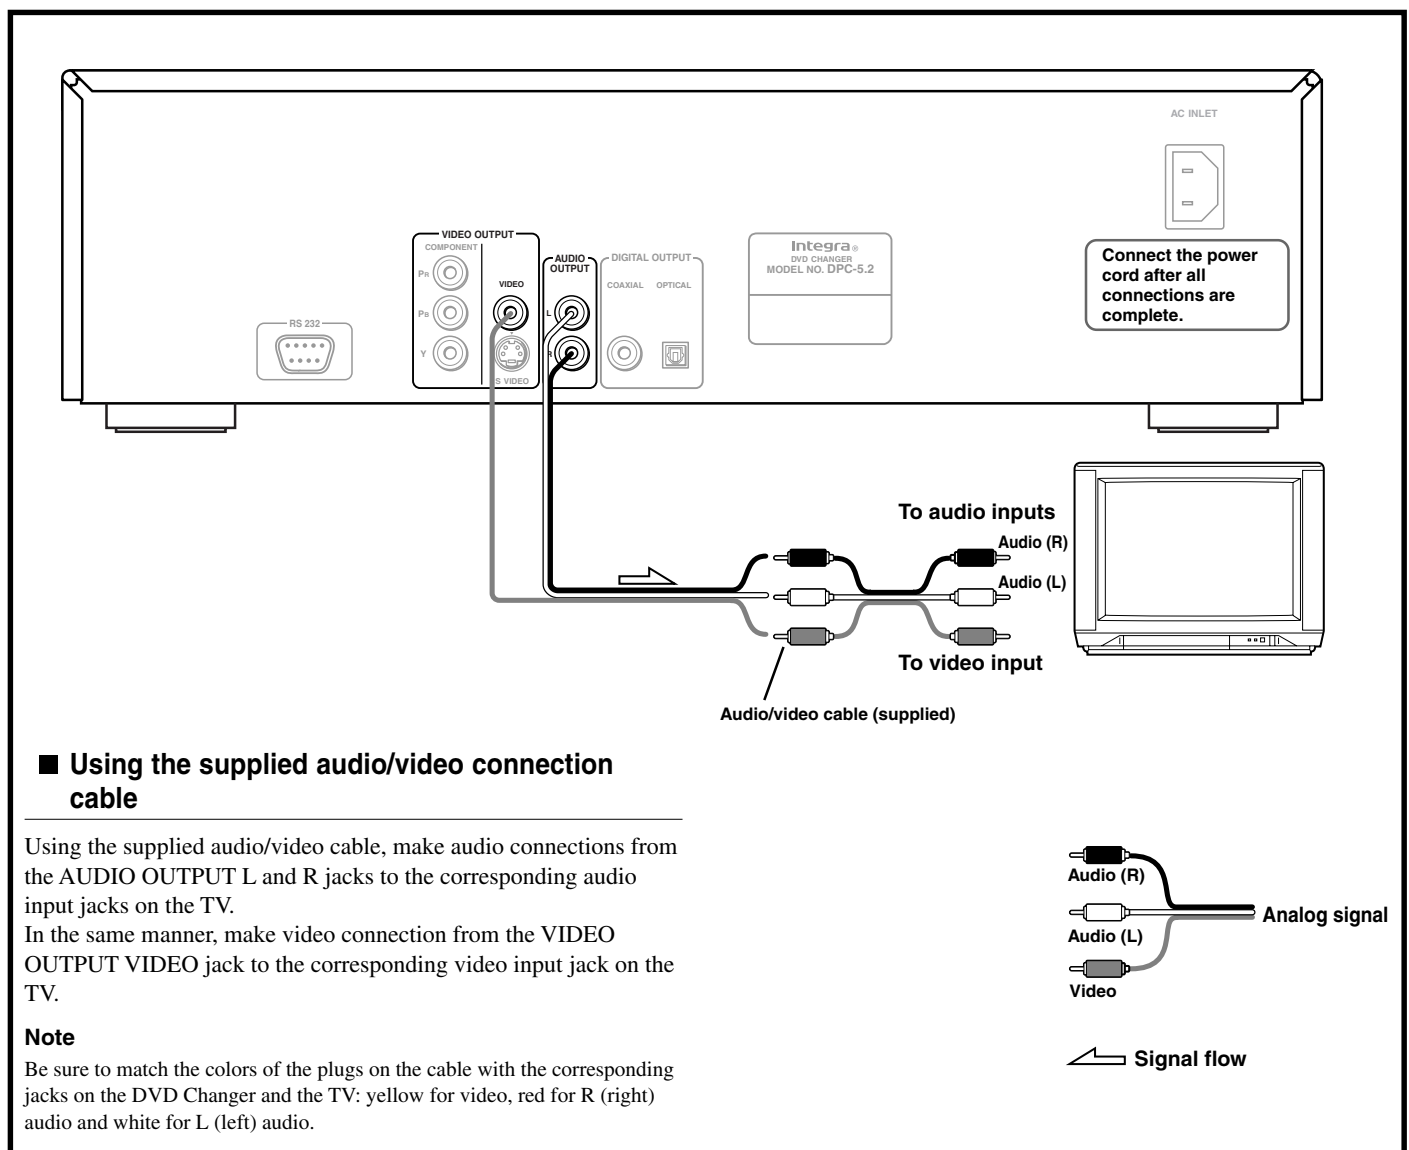 AC INLET
Connect the power
cord after all
connections are
complete.
VIDEO OUTPUT
COMPONENT
PR
PB
Y
VIDEO
S VIDEO
AUDIO
OUTPUT
L
R
DIGITAL OUTPUT
COAXIAL OPTICAL
Integra ®
DVD CHANGER
MODEL NO. DPC-5.2
RS 232
To audio inputs
Audio (R)
Audio (L)
To video input
Audio/video cable (supplied)
■ Using the supplied audio/video connection
cable
Using the supplied audio/video cable, make audio connections from
the AUDIO OUTPUT L and R jacks to the corresponding audio
input jacks on the TV.
In the same manner, make video connection from the VIDEO
OUTPUT VIDEO jack to the corresponding video input jack on the
TV.
Note
Be sure to match the colors of the plugs on the cable with the corresponding
jacks on the DVD Changer and the TV: yellow for video, red for R (right)
audio and white for L (left) audio.
Audio (R)
Audio (L)
Video
Analog signal
Signal flow